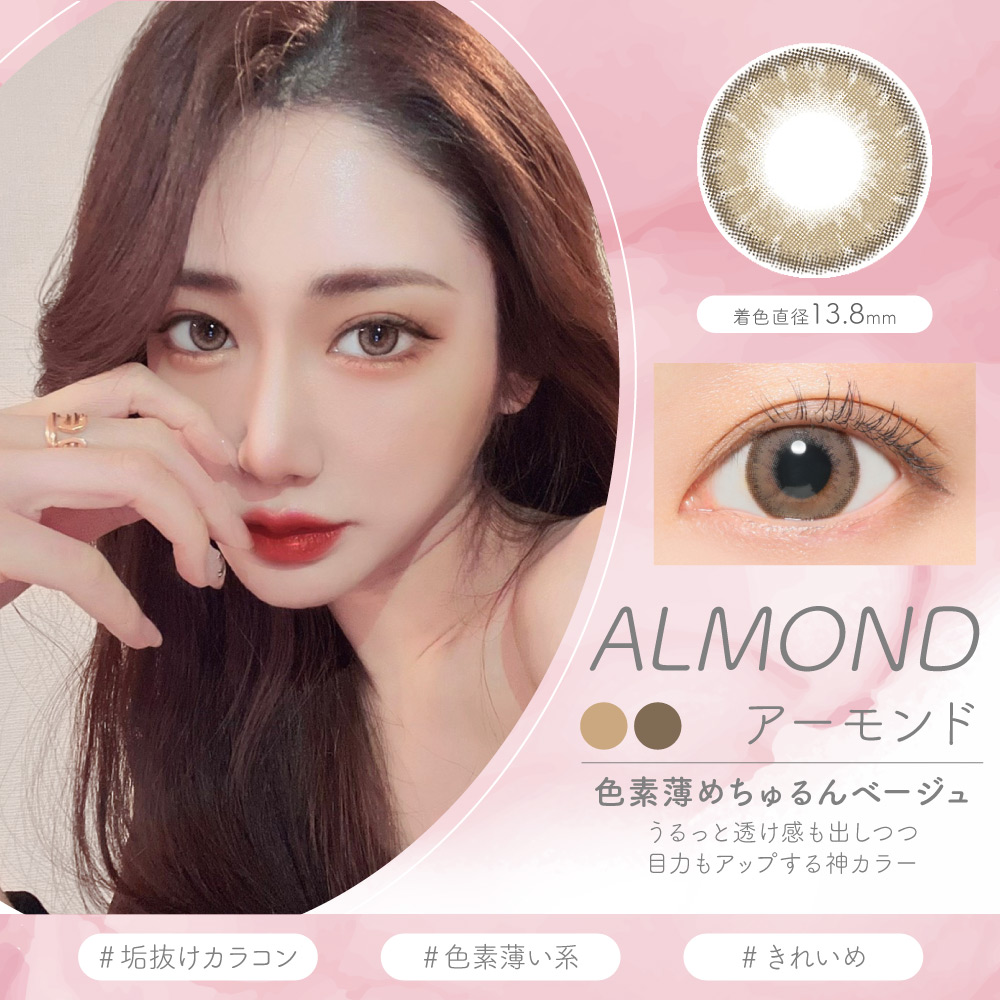 着色直径13.8mm
ALMOND
アーモンド
色素薄めちゅるんベージュ
うるっと透け感も出しつつ
目力もアップする神カラー
#垢抜けカラコン
#色素薄い系
#きれいめ